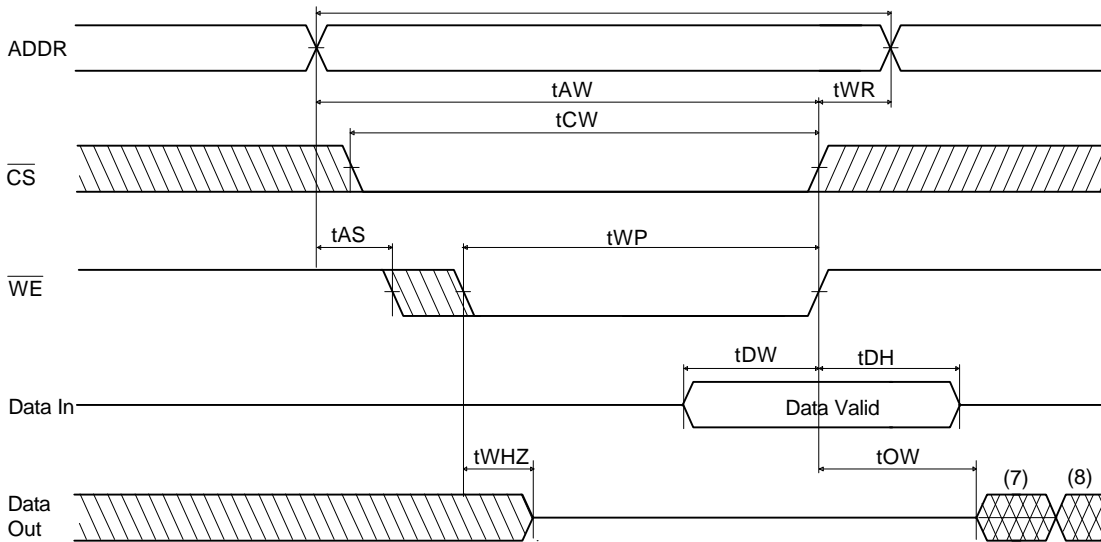 ADDR
tAW
tWR
tCW
CS
tAS
tWP
WE
tDW
tDH
Data In
Data Valid
tWHZ
tOW
(7)
(8)
Data
Out